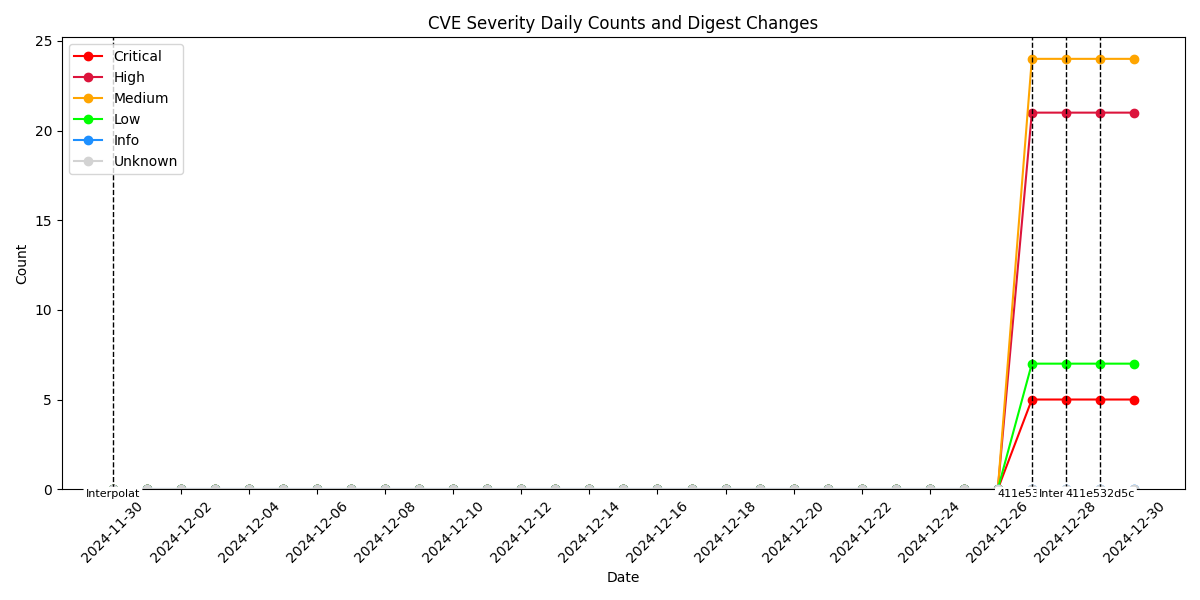 CVE Severity Daily Counts and Digest Changes
Critical
High
Medium
Low
Info
Unknown
Count
25
20
15
10
5
0
Interpolat
411e53
Inter
411e532d5c
2024-11-30
2024-12-02
2024-12-04
2024-12-06
2024-12-08
2024-12-10
2024-12-12
2024-12-14
2024-12-16
2024-12-18
2024-12-20
2024-12-22
2024-12-24
2024-12-26
2024-12-28
2024-12-30
Date